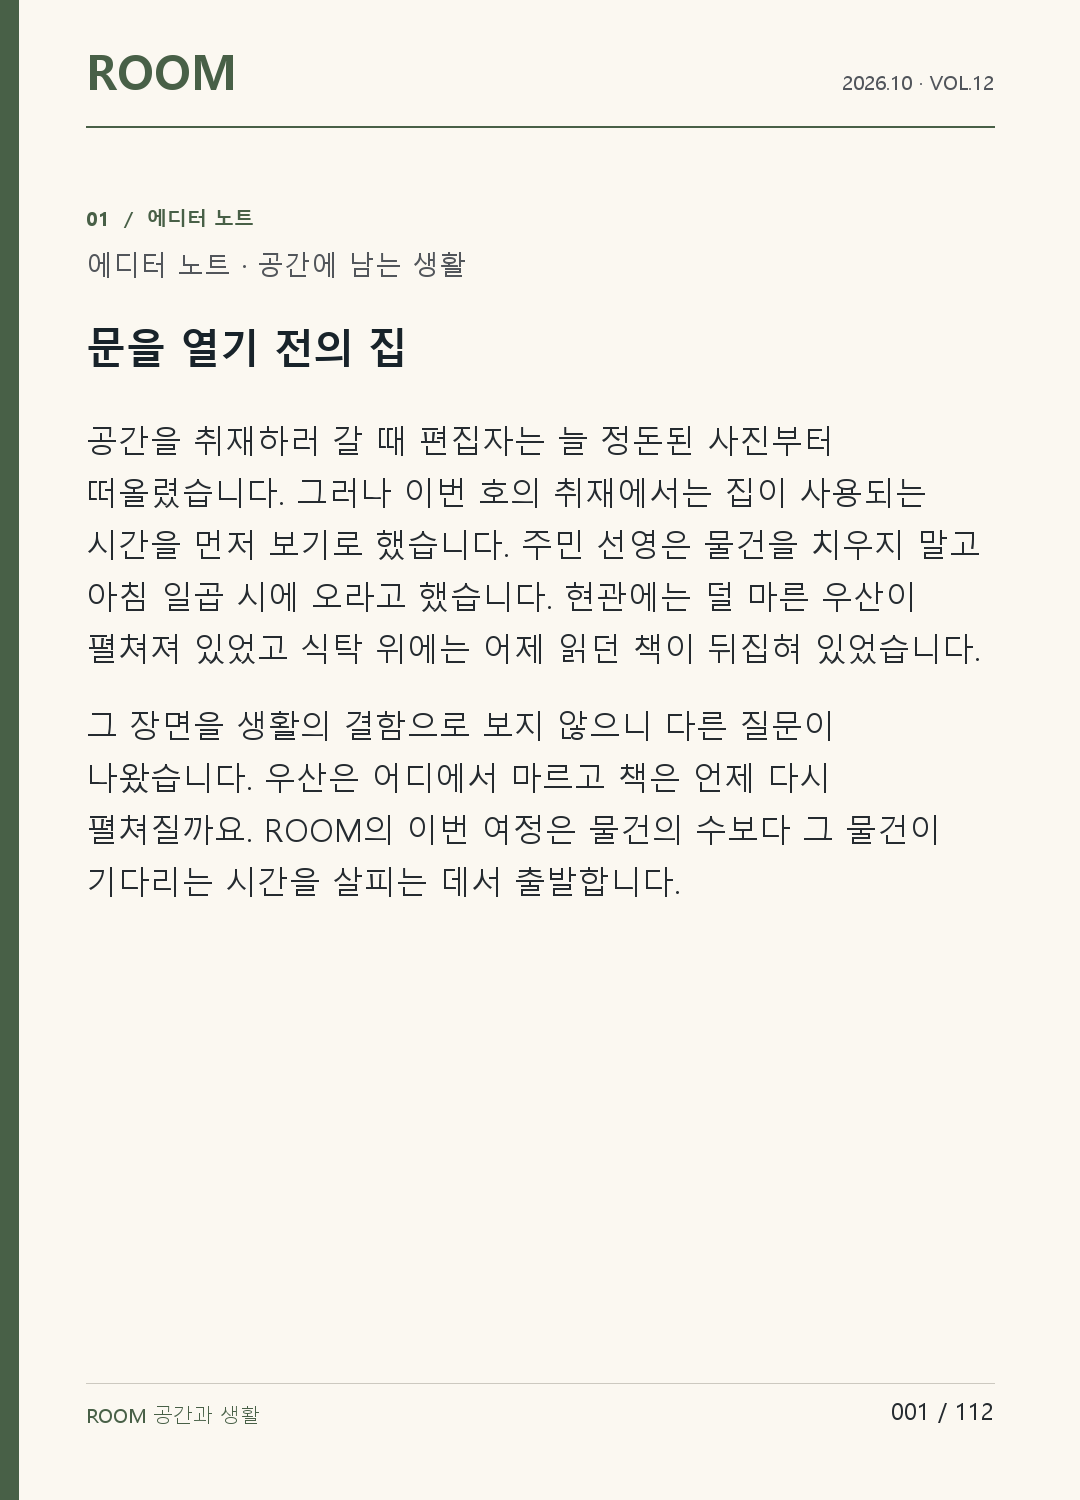 ROOM
2026.10 · VOL.12
01 / 에디터 노트
에디터 노트 · 공간에 남는 생활
문을 열기 전의 집
공간을 취재하러 갈 때 편집자는 늘 정돈된 사진부터
떠올렸습니다. 그러나 이번 호의 취재에서는 집이 사용되는
시간을 먼저 보기로 했습니다. 주민 선영은 물건을 치우지 말고
아침 일곱 시에 오라고 했습니다. 현관에는 덜 마른 우산이
펼쳐져 있었고 식탁 위에는 어제 읽던 책이 뒤집혀 있었습니다.
그 장면을 생활의 결함으로 보지 않으니 다른 질문이
나왔습니다. 우산은 어디에서 마르고 책은 언제 다시
펼쳐질까요. ROOM의 이번 여정은 물건의 수보다 그 물건이
기다리는 시간을 살피는 데서 출발합니다.
ROOM 공간과 생활
001 / 112